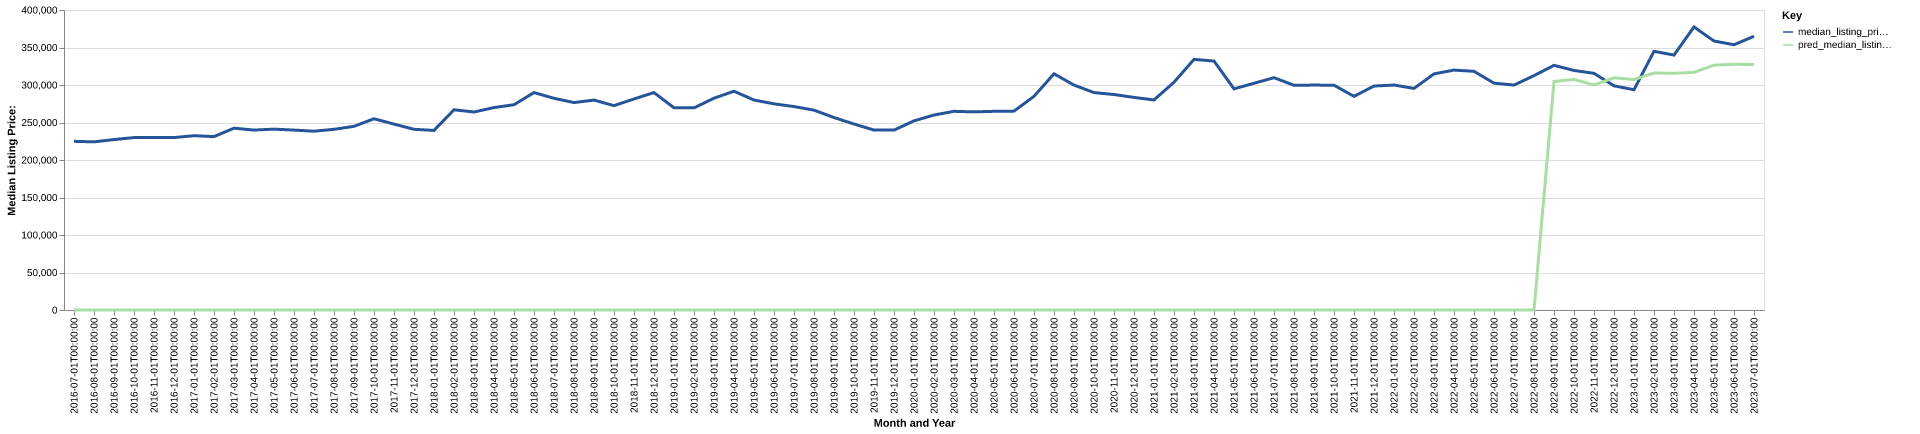 Median Listing Price:
400,000
350,000
300,000
250,000
200,000
150,000
100,000
50,000
0
2016-07-01T00:00:00
2016-08-01T00:00:00
2016-09-01T00:00:00
2016-10-01T00:00:00
2016-11-01T00:00:00
2016-12-01T00:00:00
2017-01-01T00:00:00
2017-02-01T00:00:00
2017-03-01T00:00:00
2017-04-01T00:00:00
2017-05-01T00:00:00
2017-06-01T00:00:00
2017-07-01T00:00:00
2017-08-01T00:00:00
2017-09-01T00:00:00
2017-10-01T00:00:00
2017-11-01T00:00:00
2017-12-01T00:00:00
2018-01-01T00:00:00
2018-02-01T00:00:00
2018-03-01T00:00:00
2018-04-01T00:00:00
2018-05-01T00:00:00
2018-06-01T00:00:00
2018-07-01T00:00:00
2018-08-01T00:00:00
2018-09-01T00:00:00
2018-10-01T00:00:00
2018-11-01T00:00:00
2018-12-01T00:00:00
2019-01-01T00:00:00
2019-02-01T00:00:00
2019-03-01T00:00:00
2019-04-01T00:00:00
2019-05-01T00:00:00
2019-06-01T00:00:00
2019-07-01T00:00:00
2019-08-01T00:00:00
2019-09-01T00:00:00
2019-10-01T00:00:00
2019-11-01T00:00:00
2019-12-01T00:00:00
2020-01-01T00:00:00
2020-02-01T00:00:00
2020-03-01T00:00:00
2020-04-01T00:00:00
2020-05-01T00:00:00
2020-06-01T00:00:00
2020-07-01T00:00:00
2020-08-01T00:00:00
2020-09-01T00:00:00
2020-10-01T00:00:00
2020-11-01T00:00:00
2020-12-01T00:00:00
2021-01-01T00:00:00
2021-02-01T00:00:00
2021-03-01T00:00:00
2021-04-01T00:00:00
2021-05-01T00:00:00
2021-06-01T00:00:00
2021-07-01T00:00:00
2021-08-01T00:00:00
2021-09-01T00:00:00
2021-10-01T00:00:00
2021-11-01T00:00:00
2021-12-01T00:00:00
2022-01-01T00:00:00
2022-02-01T00:00:00
2022-03-01T00:00:00
2022-04-01T00:00:00
2022-05-01T00:00:00
2022-06-01T00:00:00
2022-07-01T00:00:00
2022-08-01T00:00:00
2022-09-01T00:00:00
2022-10-01T00:00:00
2022-11-01T00:00:00
2022-12-01T00:00:00
2023-01-01T00:00:00
2023-02-01T00:00:00
2023-03-01T00:00:00
2023-04-01T00:00:00
2023-05-01T00:00:00
2023-06-01T00:00:00
2023-07-01T00:00:00
Month and Year
Key
median_listing_pri…
pred_median_listin…